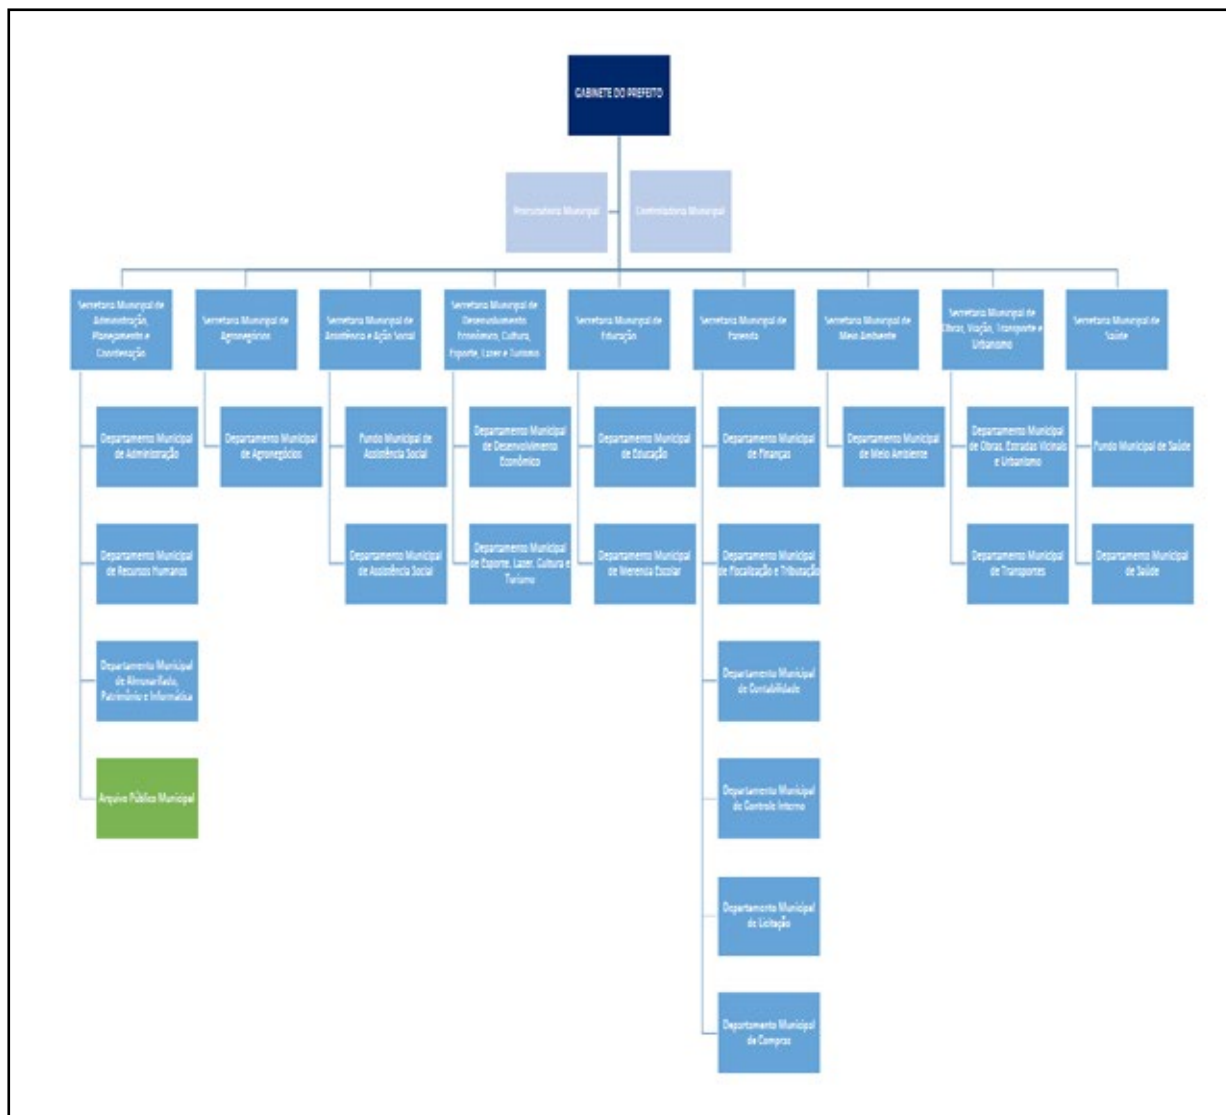 GABINETE DO PREFEITO
Procuradoria Municipal
Controladoria Municipal
Secretaria Municipal de
Administração,
Planejamento e
Coordenação
Secretaria Municipal de
Agronegócios
Secretaria Municipal de
Assistência e Ação Social
Secretaria Municipal de
Desenvolvimento
Econômico, Cultura,
Esporte, Lazer e Turismo
Secretaria Municipal de
Educação
Secretaria Municipal de
Fazenda
Secretaria Municipal de
Meio Ambiente
Secretaria Municipal de
Obras, Viação, Transporte e
Urbanismo
Secretaria Municipal de
Saúde
Departamento Municipal
de Administração
Departamento Municipal
de Agronegócios
Fundo Municipal de
Assistência Social
Departamento Municipal
de Desenvolvimento
Econômico
Departamento Municipal
de Educação
Departamento Municipal
de Finanças
Departamento Municipal
de Meio Ambiente
Departamento Municipal
de Obras, Estradas Vicinais
e Urbanismo
Fundo Municipal de Saúde
Departamento Municipal
de Recursos Humanos
Departamento Municipal
de Assistência Social
Departamento Municipal
de Esporte, Lazer, Cultura e
Turismo
Departamento Municipal
de Merenda Escolar
Departamento Municipal
de Fiscalização e Tributação
Departamento Municipal
de Transportes
Departamento Municipal
de Saúde
Departamento Municipal
de Almoxarifado,
Patrimônio e Informática
Departamento Municipal
de Contabilidade
Arquivo Público Municipal
Departamento Municipal
de Controle Interno
Departamento Municipal
de Licitação
Departamento Municipal
de Compras